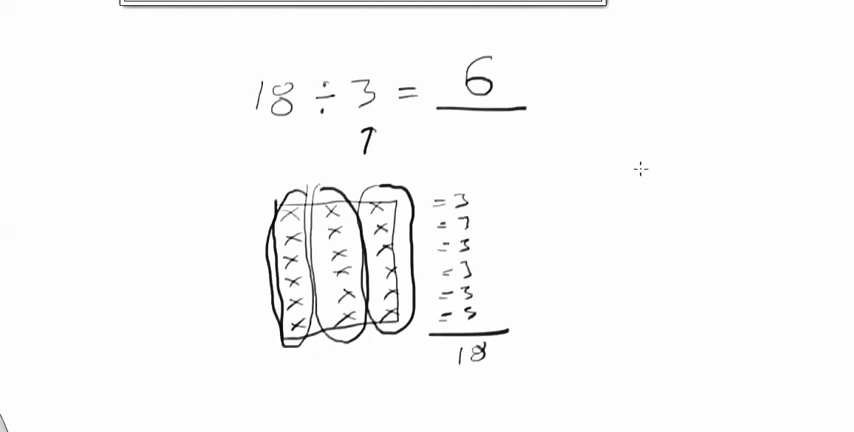 18 ÷ 3 = 6
x x x = 3
x x x = 3
x x x = 3
x x x = 3
x x x = 3
x x x = 3
18